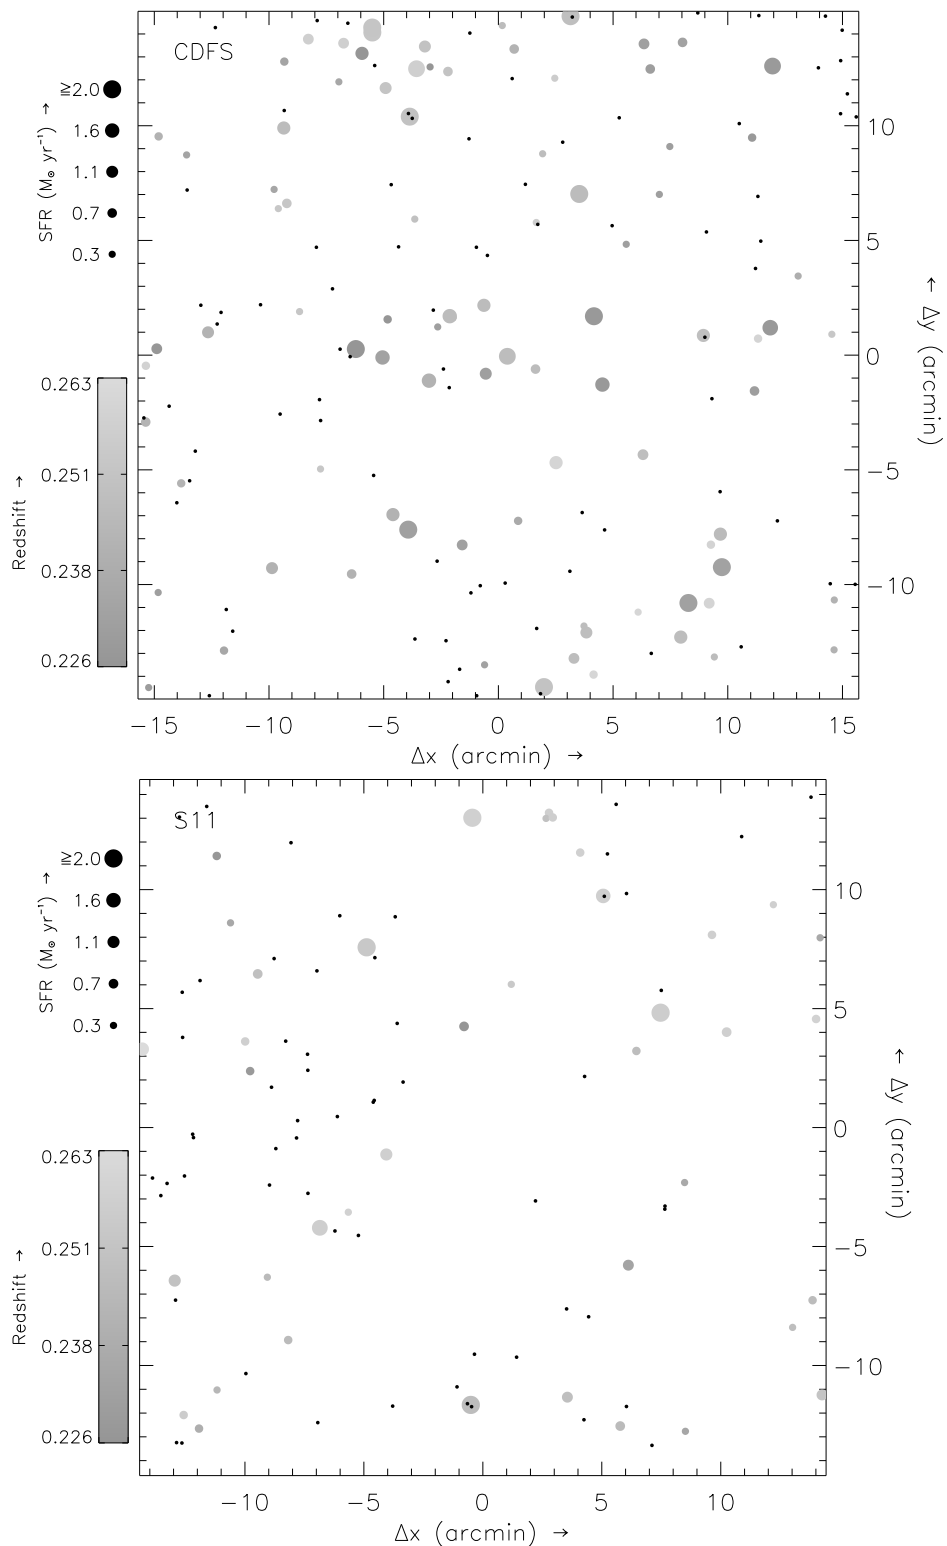 CDFS
SFR (M⊙ yr⁻¹) →
≧2.0
1.6
1.1
0.7
0.3
10
5
0
−5
−10
← Δy (arcmin)
Redshift →
0.263
0.251
0.238
0.226
−15 −10 −5 0 5 10 15
Δx (arcmin) →
S11
SFR (M⊙ yr⁻¹) →
≧2.0
1.6
1.1
0.7
0.3
10
5
0
−5
−10
← Δy (arcmin)
Redshift →
0.263
0.251
0.238
0.226
−10 −5 0 5 10
Δx (arcmin) →